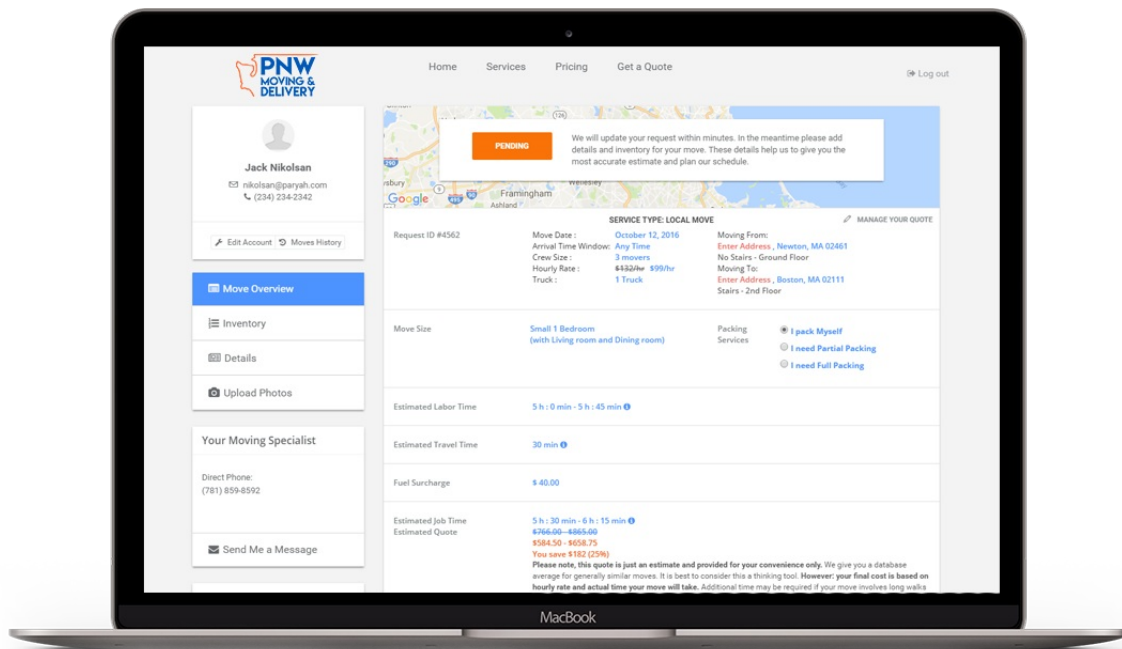 PNW
MOVING &
DELIVERY
Home Services Pricing Get a Quote
Log out
Jack Nikolsan
nikolsan@paryah.com
(234) 234-2342
Edit Account Moves History
Move Overview
Inventory
Details
Upload Photos
Your Moving Specialist
Direct Phone:
(781) 859-8592
Send Me a Message
PENDING
We will update your request within minutes. In the meantime please add
details and inventory for your move. These details help us to give you the
most accurate estimate and plan our schedule.
Framingham
Ashland
Google
SERVICE TYPE: LOCAL MOVE
MANAGE YOUR QUOTE
Request ID #4562
Move Date : October 12, 2016
Arrival Time Window: Any Time
Crew Size : 3 movers
Hourly Rate : $132/hr $99/hr
Truck : 1 Truck
Moving From:
Enter Address , Newton, MA 02461
No Stairs - Ground Floor
Moving To:
Enter Address , Boston, MA 02111
Stairs - 2nd Floor
Move Size
Small 1 Bedroom
(with Living room and Dining room)
Packing
Services
I pack Myself
I need Partial Packing
I need Full Packing
Estimated Labor Time 5 h : 0 min - 5 h : 45 min
Estimated Travel Time 30 min
Fuel Surcharge $ 40.00
Estimated Job Time 5 h : 30 min - 6 h : 15 min
Estimated Quote $766.00 - $865.00
$584.50 - $658.75
You save $182 (25%)
Please note, this quote is just an estimate and provided for your convenience only. We give you a database
average for generally similar moves. It is best to consider this a thinking tool. However: your final cost is based on
hourly rate and actual time your move will take. Additional time may be required if your move involves long walks
MacBook